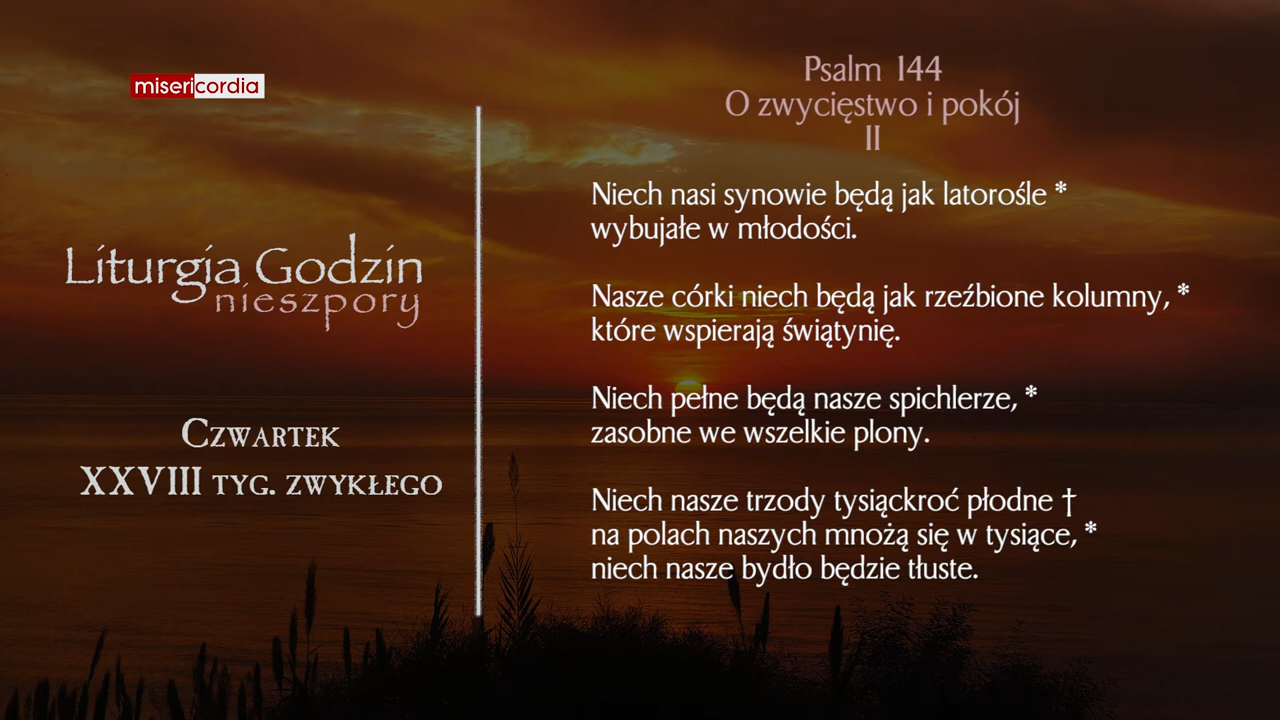 misericordia
Liturgia Godzin
nieszpory
Czwartek
XXVIII tyg. zwykłego
Psalm 144
O zwycięstwo i pokój
II
Niech nasi synowie będą jak latorośle *
wybujałe w młodości.
Nasze córki niech będą jak rzeźbione kolumny, *
które wspierają świątynię.
Niech pełne będą nasze spichlerze, *
zasobne we wszelkie plony.
Niech nasze trzody tysiąckroć płodne †
na polach naszych mnożą się w tysiące, *
niech nasze bydło będzie tłuste.